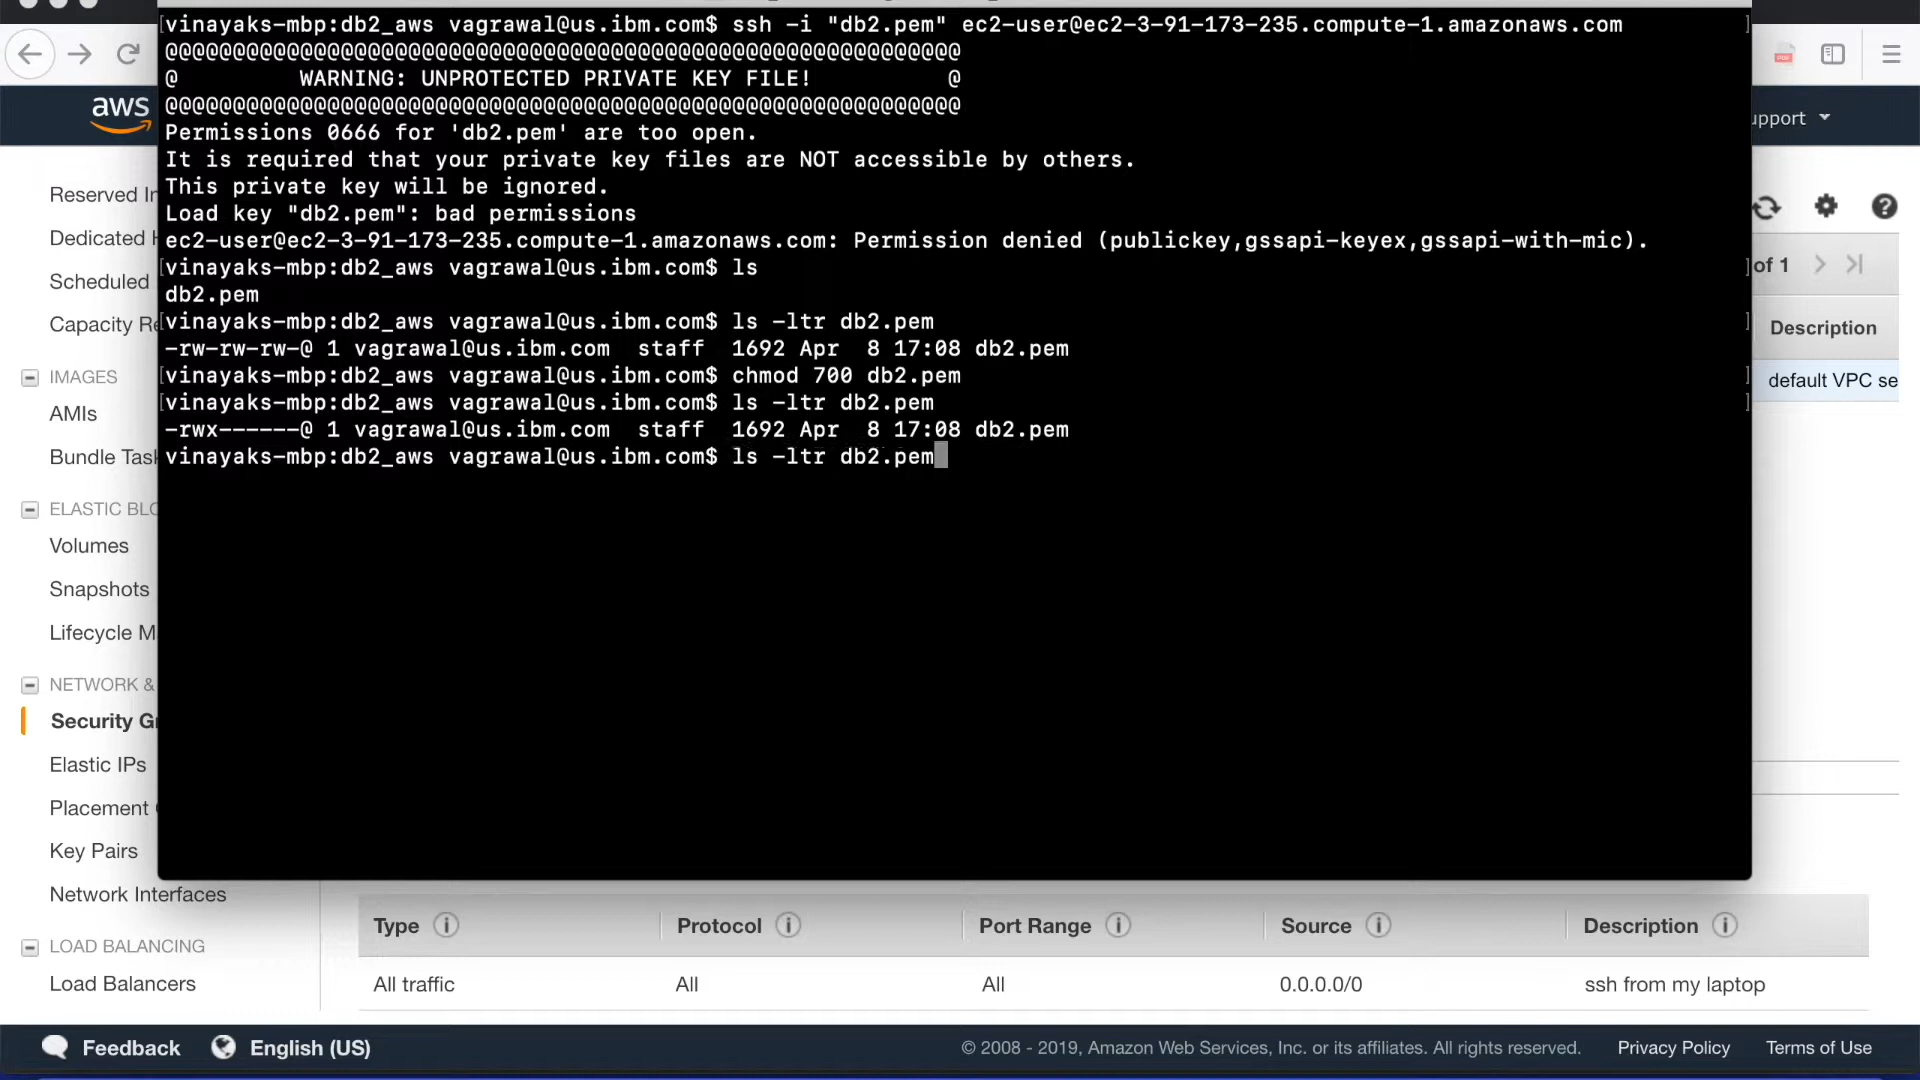 vinayaks-mbp:db2_aws vagrawal@us.ibm.com$ ssh -i "db2.pem" ec2-user@ec2-3-91-173-235.compute-1.amazonaws.com
@@@@@@@@@@@@@@@@@@@@@@@@@@@@@@@@@@@@@@@@@@@@@@@@@@@@@@@@@@@
@         WARNING: UNPROTECTED PRIVATE KEY FILE!          @
@@@@@@@@@@@@@@@@@@@@@@@@@@@@@@@@@@@@@@@@@@@@@@@@@@@@@@@@@@@
Permissions 0666 for 'db2.pem' are too open.
It is required that your private key files are NOT accessible by others.
This private key will be ignored.
Load key "db2.pem": bad permissions
ec2-user@ec2-3-91-173-235.compute-1.amazonaws.com: Permission denied (publickey,gssapi-keyex,gssapi-with-mic).
vinayaks-mbp:db2_aws vagrawal@us.ibm.com$ ls
db2.pem
vinayaks-mbp:db2_aws vagrawal@us.ibm.com$ ls -ltr db2.pem
-rw-rw-rw-@ 1 vagrawal@us.ibm.com  staff  1692 Apr  8 17:08 db2.pem
vinayaks-mbp:db2_aws vagrawal@us.ibm.com$ chmod 700 db2.pem
vinayaks-mbp:db2_aws vagrawal@us.ibm.com$ ls -ltr db2.pem
-rwx------@ 1 vagrawal@us.ibm.com  staff  1692 Apr  8 17:08 db2.pem
vinayaks-mbp:db2_aws vagrawal@us.ibm.com$ ls -ltr db2.pem
aws
upport
Reserved In
Dedicated H
Scheduled
Capacity Re
IMAGES
AMIs
Bundle Task
ELASTIC BLO
Volumes
Snapshots
Lifecycle M
NETWORK &
Security Gr
Elastic IPs
Placement
Key Pairs
Network Interfaces
LOAD BALANCING
Load Balancers
of 1
Description
default VPC se
Type Protocol Port Range Source Description
All traffic All All 0.0.0.0/0 ssh from my laptop
Feedback English (US) © 2008 - 2019, Amazon Web Services, Inc. or its affiliates. All rights reserved. Privacy Policy Terms of Use